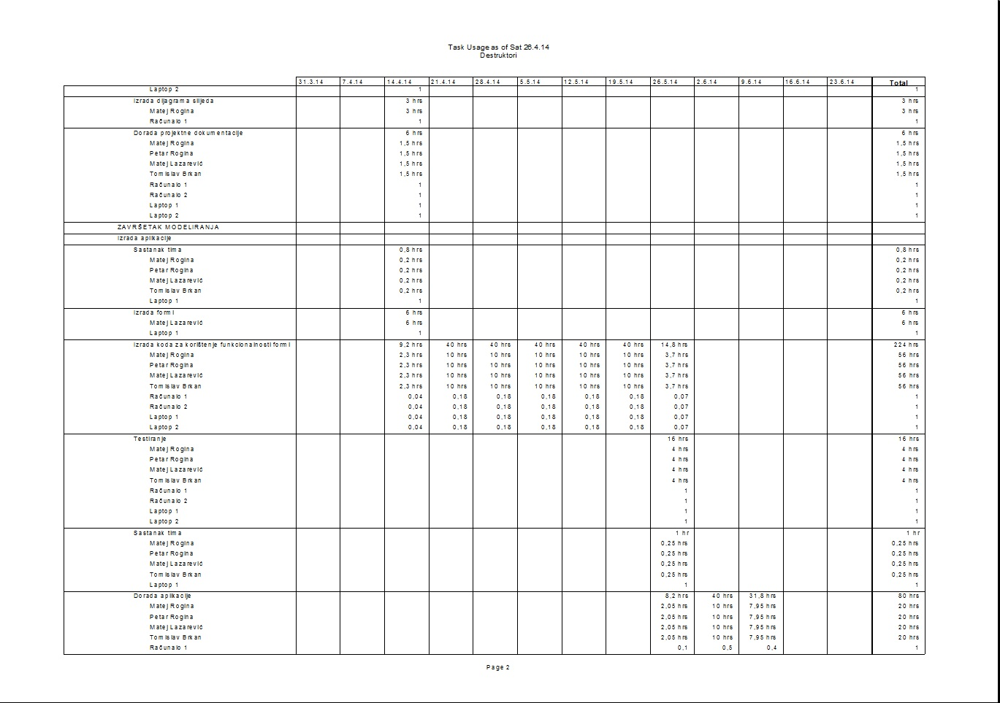 Task Usage as of Sat 26.4.14
Destruktori
31.3.14 7.4.14 14.4.14 21.4.14 28.4.14 5.5.14 12.5.14 19.5.14 26.5.14 2.6.14 9.6.14 16.6.14 23.6.14 Total
Laptop 2 1 1
Izrada dijagrama slijeda 3 hrs 3 hrs
Matej Rogina 3 hrs 3 hrs
Računalo 1 1 1
Dorada projektne dokumentacije 6 hrs 6 hrs
Matej Rogina 1,5 hrs 1,5 hrs
Petar Rogina 1,5 hrs 1,5 hrs
Matej Lazarević 1,5 hrs 1,5 hrs
Tomislav Brkan 1,5 hrs 1,5 hrs
Računalo 1 1 1
Računalo 2 1 1
Laptop 1 1 1
Laptop 2 1 1
ZAVRŠETAK MODELIRANJA
Izrada aplikacije
Sastanak tima 0,8 hrs 0,8 hrs
Matej Rogina 0,2 hrs 0,2 hrs
Petar Rogina 0,2 hrs 0,2 hrs
Matej Lazarević 0,2 hrs 0,2 hrs
Tomislav Brkan 0,2 hrs 0,2 hrs
Laptop 1 1 1
Izrada formi 6 hrs 6 hrs
Matej Lazarević 6 hrs 6 hrs
Laptop 1 1 1
Izrada koda za korištenje funkcionalnosti formi 9,2 hrs 40 hrs 40 hrs 40 hrs 40 hrs 40 hrs 14,8 hrs 224 hrs
Matej Rogina 2,3 hrs 10 hrs 10 hrs 10 hrs 10 hrs 10 hrs 3,7 hrs 56 hrs
Petar Rogina 2,3 hrs 10 hrs 10 hrs 10 hrs 10 hrs 10 hrs 3,7 hrs 56 hrs
Matej Lazarević 2,3 hrs 10 hrs 10 hrs 10 hrs 10 hrs 10 hrs 3,7 hrs 56 hrs
Tomislav Brkan 2,3 hrs 10 hrs 10 hrs 10 hrs 10 hrs 10 hrs 3,7 hrs 56 hrs
Računalo 1 0,04 0,18 0,18 0,18 0,18 0,18 0,07 1
Računalo 2 0,04 0,18 0,18 0,18 0,18 0,18 0,07 1
Laptop 1 0,04 0,18 0,18 0,18 0,18 0,18 0,07 1
Laptop 2 0,04 0,18 0,18 0,18 0,18 0,18 0,07 1
Testiranje 16 hrs 16 hrs
Matej Rogina 4 hrs 4 hrs
Petar Rogina 4 hrs 4 hrs
Matej Lazarević 4 hrs 4 hrs
Tomislav Brkan 4 hrs 4 hrs
Računalo 1 1 1
Računalo 2 1 1
Laptop 1 1 1
Laptop 2 1 1
Sastanak tima 1 hr 1 hr
Matej Rogina 0,25 hrs 0,25 hrs
Petar Rogina 0,25 hrs 0,25 hrs
Matej Lazarević 0,25 hrs 0,25 hrs
Tomislav Brkan 0,25 hrs 0,25 hrs
Laptop 1 1 1
Dorada aplikacije 8,2 hrs 40 hrs 31,8 hrs 80 hrs
Matej Rogina 2,05 hrs 10 hrs 7,95 hrs 20 hrs
Petar Rogina 2,05 hrs 10 hrs 7,95 hrs 20 hrs
Matej Lazarević 2,05 hrs 10 hrs 7,95 hrs 20 hrs
Tomislav Brkan 2,05 hrs 10 hrs 7,95 hrs 20 hrs
Računalo 1 0,1 0,5 0,4 1
Page 2